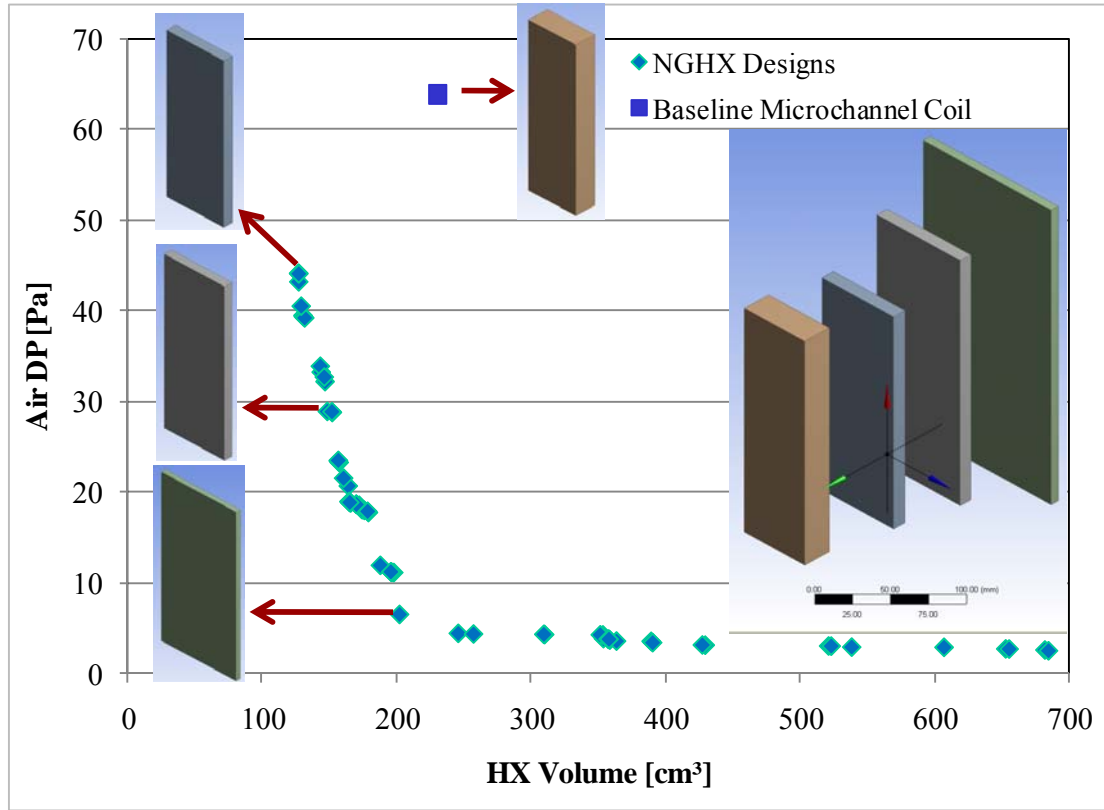 NGHX Designs
Baseline Microchannel Coil
Air DP [Pa]
70
60
50
40
30
20
10
0
0.00 50.00 100.00 (mm)
25.00 75.00
0 100 200 300 400 500 600 700
HX Volume [cm³]